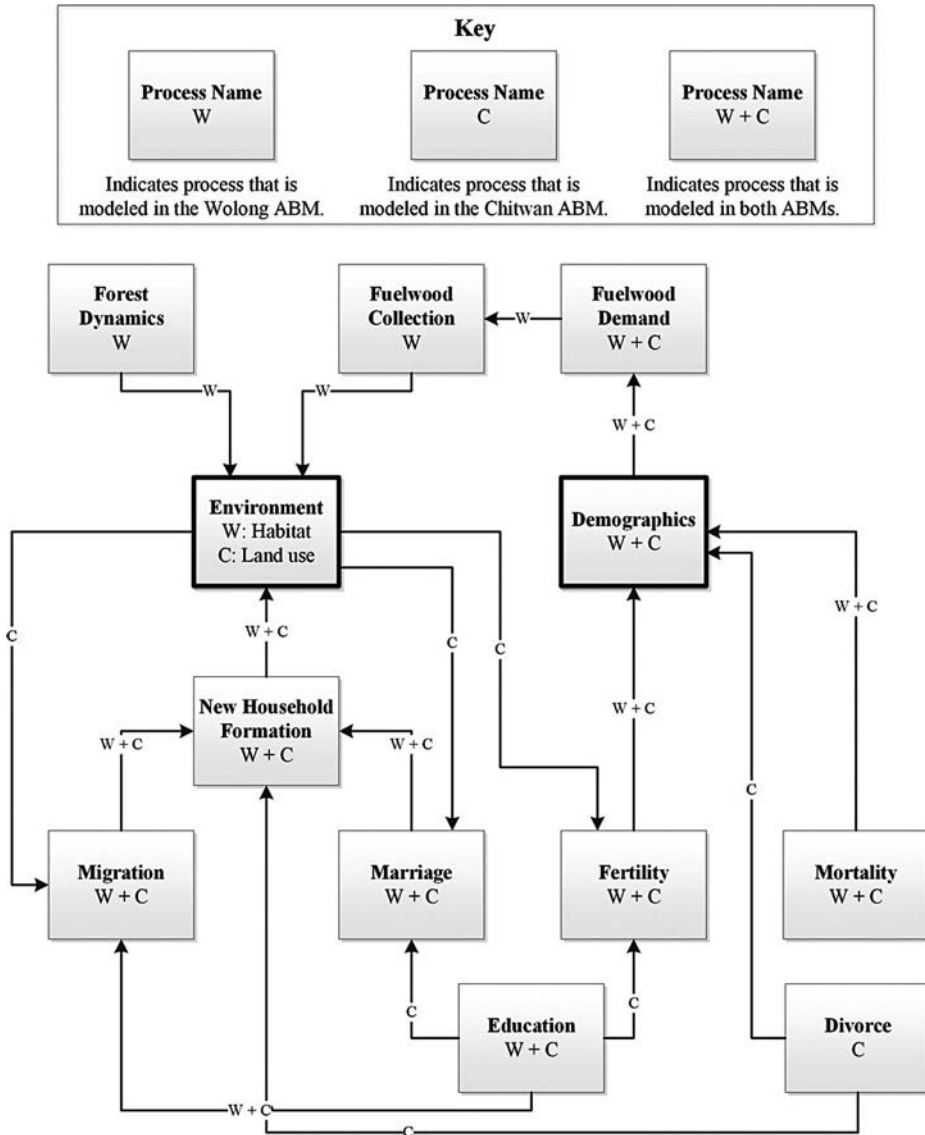 Key
Process Name
W
Indicates process that is
modeled in the Wolong ABM.
Process Name
C
Indicates process that is
modeled in the Chitwan ABM.
Process Name
W + C
Indicates process that is
modeled in both ABMs.
Forest
Dynamics
W
Fuelwood
Collection
W
W
Fuelwood
Demand
W + C
W
W
W + C
Environment
W: Habitat
C: Land use
Demographics
W + C
C
W + C
C
C
W + C
W + C
C
New Household
Formation
W + C
W + C
W + C
Migration
W + C
Marriage
W + C
Fertility
W + C
Mortality
W + C
C
Education
W + C
C
Divorce
C
W + C
C